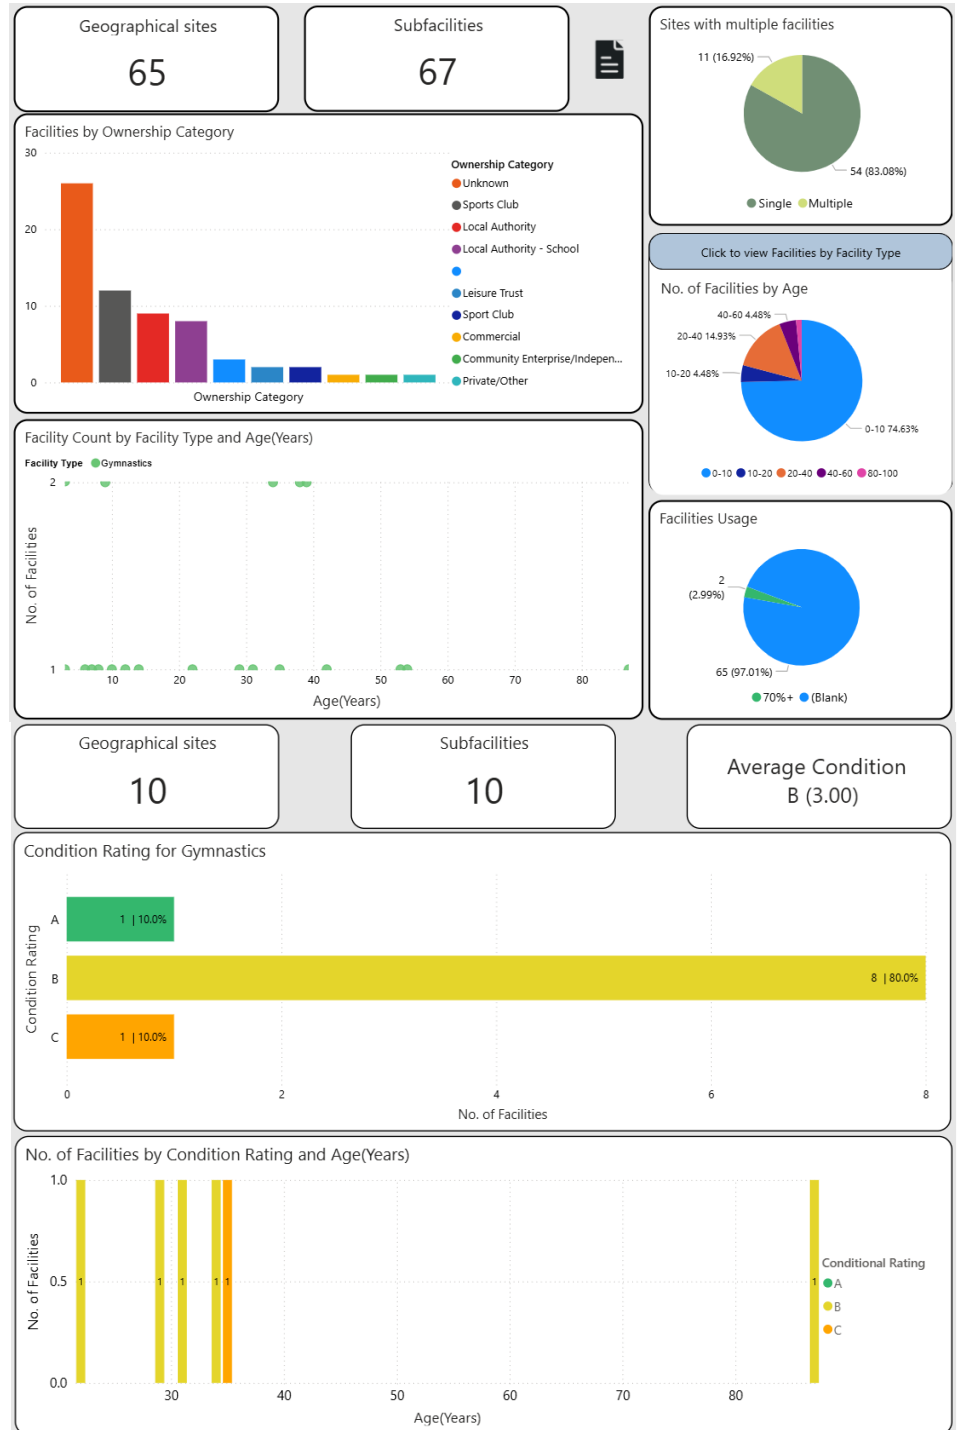 Geographical sites
65
Subfacilities
67
Sites with multiple facilities
11 (16.92%)
54 (83.08%)
Single Multiple
Facilities by Ownership Category
30
20
10
0
Ownership Category
Ownership Category
Unknown
Sports Club
Local Authority
Local Authority - School
Leisure Trust
Sport Club
Commercial
Community Enterprise/Indepen...
Private/Other
Click to view Facilities by Facility Type
No. of Facilities by Age
40-60 4.48%
20-40 14.93%
10-20 4.48%
0-10 74.63%
0-10 10-20 20-40 40-60 80-100
Facility Count by Facility Type and Age(Years)
Facility Type Gymnastics
No. of Facilities
2
1
10 20 30 40 50 60 70 80
Age(Years)
Facilities Usage
2
(2.99%)
65 (97.01%)
70%+ (Blank)
Geographical sites
10
Subfacilities
10
Average Condition
B (3.00)
Condition Rating for Gymnastics
Condition Rating
A 1 | 10.0%
B 8 | 80.0%
C 1 | 10.0%
0 2 4 6 8
No. of Facilities
No. of Facilities by Condition Rating and Age(Years)
No. of Facilities
1.0
0.5
0.0
1 1 1 1 1 1
30 40 50 60 70 80
Age(Years)
Conditional Rating
A
B
C